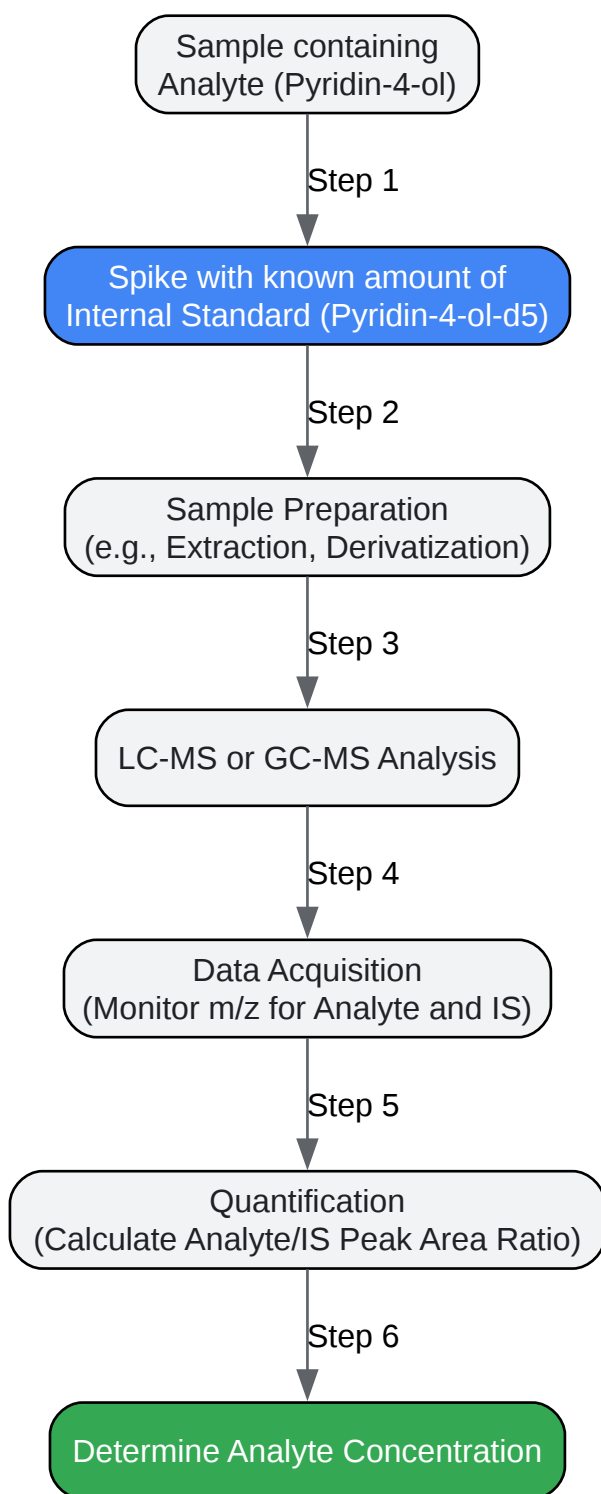 Sample containing
Analyte (Pyridin-4-ol)
Step 1
Spike with known amount of
Internal Standard (Pyridin-4-ol-d5)
Step 2
Sample Preparation
(e.g., Extraction, Derivatization)
Step 3
LC-MS or GC-MS Analysis
Step 4
Data Acquisition
(Monitor m/z for Analyte and IS)
Step 5
Quantification
(Calculate Analyte/IS Peak Area Ratio)
Step 6
Determine Analyte Concentration